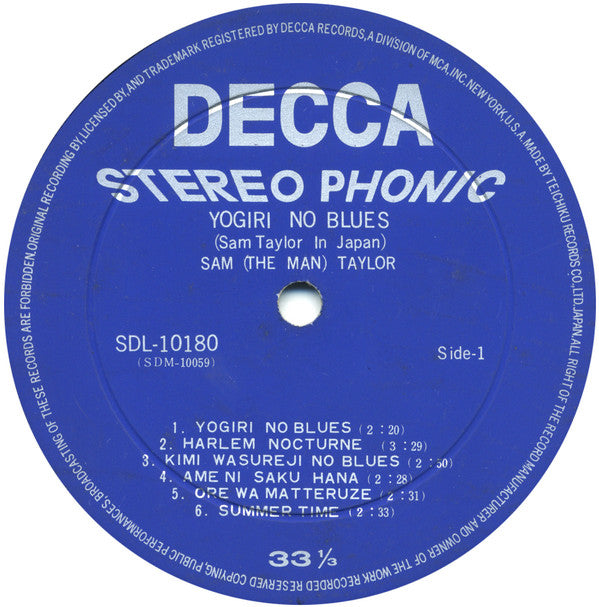 DECCA
STEREO PHONIC
YOGIRI NO BLUES
(Sam Taylor In Japan)
SAM (THE MAN) TAYLOR
SDL-10180
(SDM-10059)
Side-1
1. YOGIRI NO BLUES (2:20)
2. HARLEM NOCTURNE (3:29)
3. KIMI WASUREJI NO BLUES (2:50)
4. AME NI SAKU HANA (2:28)
5. ORE WA MATTERUZE (2:31)
6. SUMMER TIME (2:33)
33 1/3
ORIGINAL RECORDING BY, LICENSED BY, AND TRADEMARK REGISTERED BY DECCA RECORDS, A DIVISION OF MCA, INC. NEW YORK, U.S.A. MADE BY TEICHIKU RECORDS CO., LTD. JAPAN. ALL RIGHT OF THE RECORD MANUFACTURER AND OWNER OF THE WORK RECORDED RESERVED COPYING, PUBLIC PERFORMANCES, BROADCASTING OF THESE RECORDS ARE FORBIDDEN.